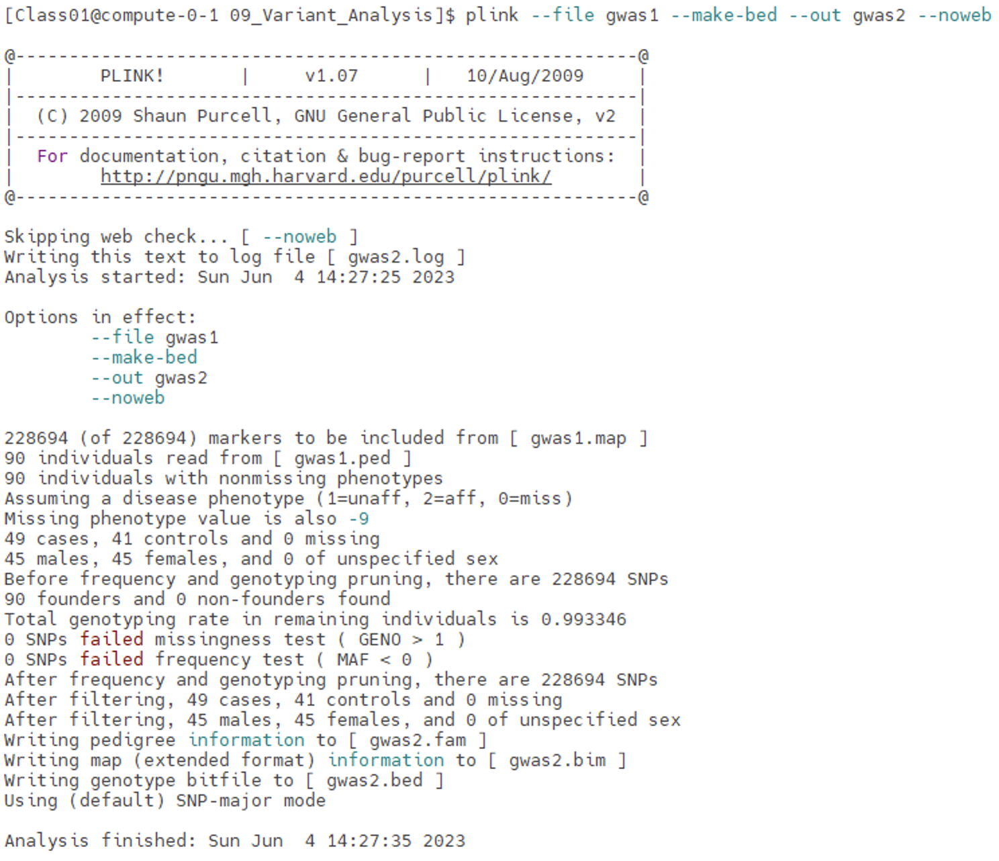 [Class01@compute-0-1 09_Variant_Analysis]$ plink --file gwas1 --make-bed --out gwas2 --noweb
@----------------------------------------------------------@
|        PLINK!       |     v1.07      |   10/Aug/2009     |
|----------------------------------------------------------|
|  (C) 2009 Shaun Purcell, GNU General Public License, v2  |
|----------------------------------------------------------|
|  For documentation, citation & bug-report instructions:  |
|        http://pngu.mgh.harvard.edu/purcell/plink/        |
@----------------------------------------------------------@
Skipping web check... [ --noweb ]
Writing this text to log file [ gwas2.log ]
Analysis started: Sun Jun  4 14:27:25 2023
Options in effect:
--file gwas1
--make-bed
--out gwas2
--noweb
228694 (of 228694) markers to be included from [ gwas1.map ]
90 individuals read from [ gwas1.ped ]
90 individuals with nonmissing phenotypes
Assuming a disease phenotype (1=unaff, 2=aff, 0=miss)
Missing phenotype value is also -9
49 cases, 41 controls and 0 missing
45 males, 45 females, and 0 of unspecified sex
Before frequency and genotyping pruning, there are 228694 SNPs
90 founders and 0 non-founders found
Total genotyping rate in remaining individuals is 0.993346
0 SNPs failed missingness test ( GENO > 1 )
0 SNPs failed frequency test ( MAF < 0 )
After frequency and genotyping pruning, there are 228694 SNPs
After filtering, 49 cases, 41 controls and 0 missing
After filtering, 45 males, 45 females, and 0 of unspecified sex
Writing pedigree information to [ gwas2.fam ]
Writing map (extended format) information to [ gwas2.bim ]
Writing genotype bitfile to [ gwas2.bed ]
Using (default) SNP-major mode
Analysis finished: Sun Jun  4 14:27:35 2023